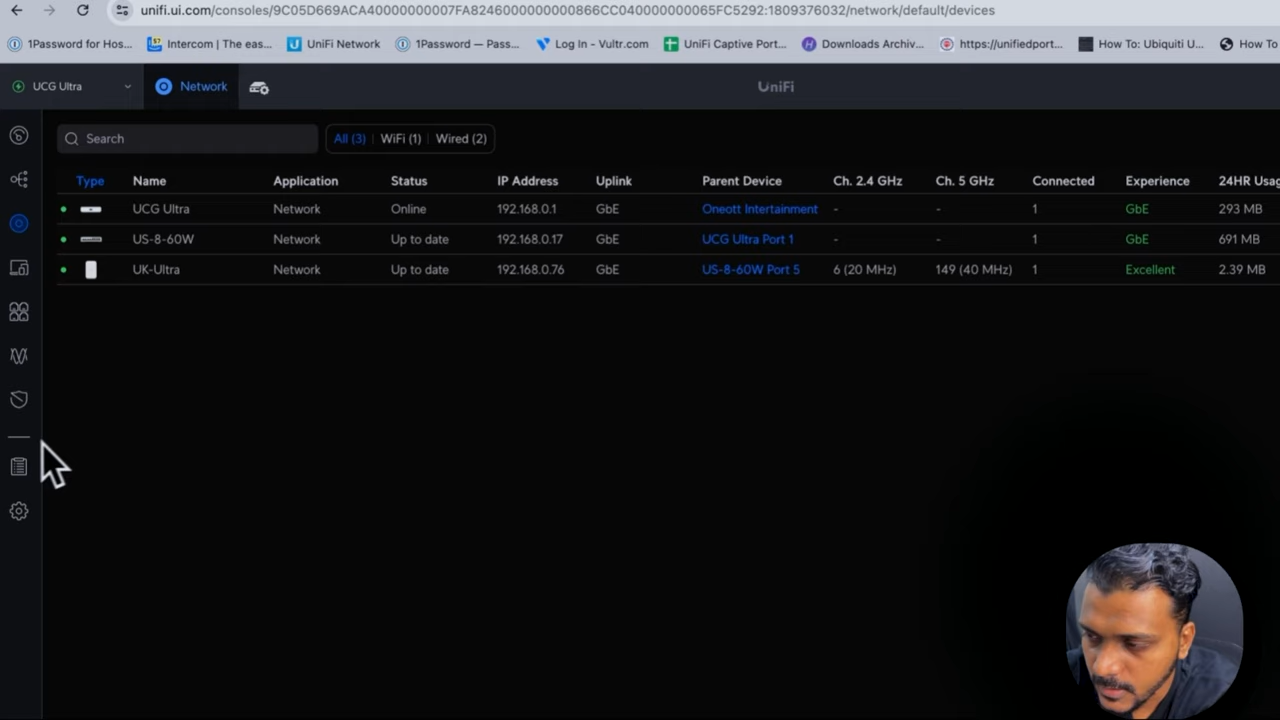 unifi.ui.com/consoles/9C05D669ACA40000000007FA8246000000000866CC040000000065FC5292:1809376032/network/default/devices
1Password for Hos... Intercom | The eas... UniFi Network 1Password — Pass... Log In - Vultr.com UniFi Captive Port... Downloads Archiv... https://unifiedport... How To: Ubiquiti U... How To
UCG Ultra Network UniFi
Search All (3) WiFi (1) Wired (2)
Type Name Application Status IP Address Uplink Parent Device Ch. 2.4 GHz Ch. 5 GHz Connected Experience 24HR Usag
UCG Ultra Network Online 192.168.0.1 GbE Oneott Intertainment - - 1 GbE 293 MB
US-8-60W Network Up to date 192.168.0.17 GbE UCG Ultra Port 1 - - 1 GbE 691 MB
UK-Ultra Network Up to date 192.168.0.76 GbE US-8-60W Port 5 6 (20 MHz) 149 (40 MHz) 1 Excellent 2.39 MB